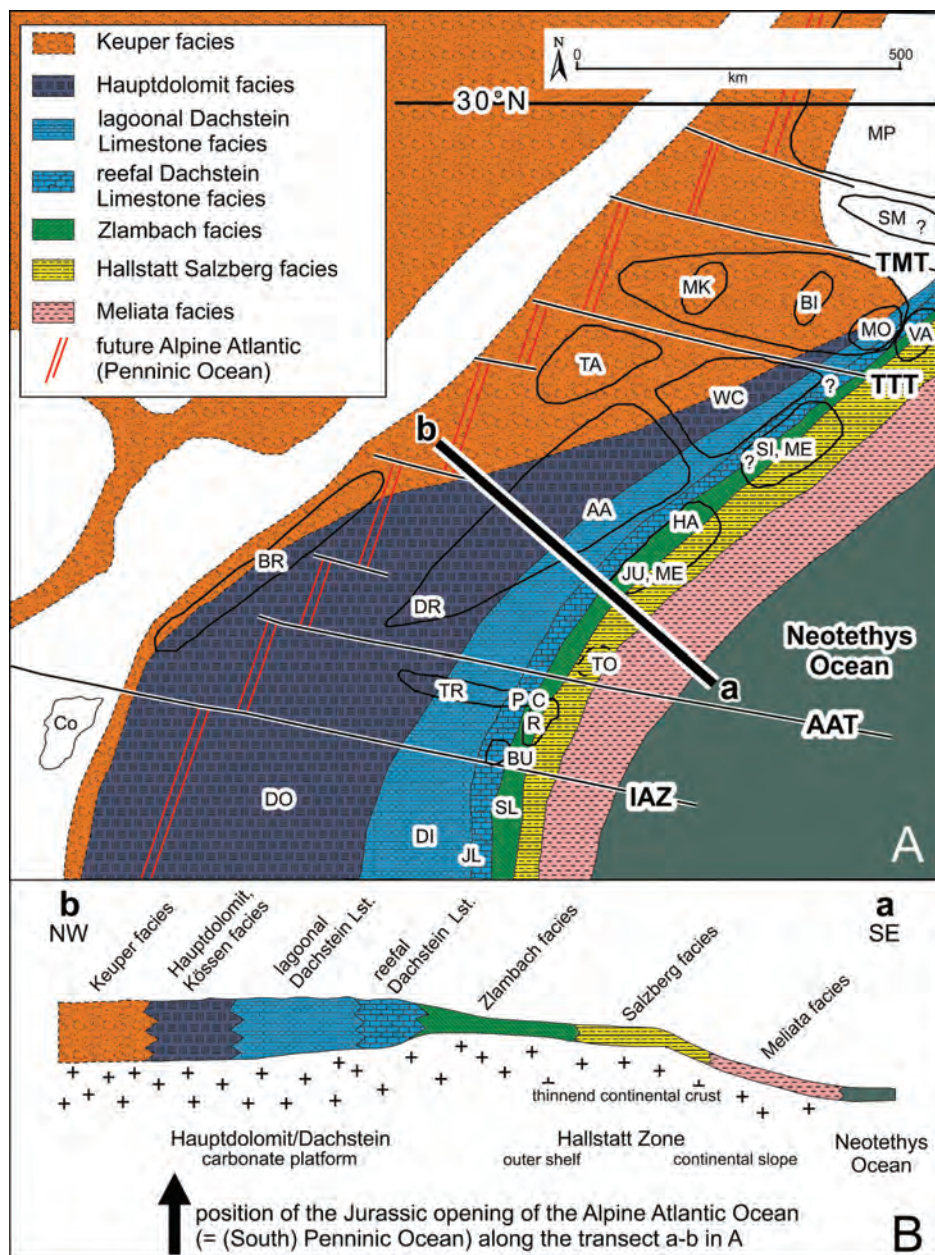 Keuper facies
Hauptdolomit facies
lagoonal Dachstein
Limestone facies
reefal Dachstein
Limestone facies
Zlambach facies
Hallstatt Salzberg facies
Meliata facies
future Alpine Atlantic
(Penninic Ocean)
N
0
500
km
30°N
MP
SM
?
TMT
MK
BI
MO
VA
TA
TTT
WC
?
b
?
SI, ME
AA
HA
BR
JU, ME
DR
Neotethys
Ocean
TO
a
TR
P
C
Co
R
AAT
BU
IAZ
DO
SL
DI
JL
A
b
NW
a
SE
Keuper facies
Hauptdolomit,
Kössen facies
lagoonal
Dachstein Lst.
reefal
Dachstein Lst.
Zlambach facies
Salzberg facies
Meliata facies
thinnend continental crust
Hauptdolomit/Dachstein
carbonate platform
Hallstatt Zone
outer shelf
continental slope
Neotethys
Ocean
position of the Jurassic opening of the Alpine Atlantic Ocean
(= (South) Penninic Ocean) along the transect a-b in A
B